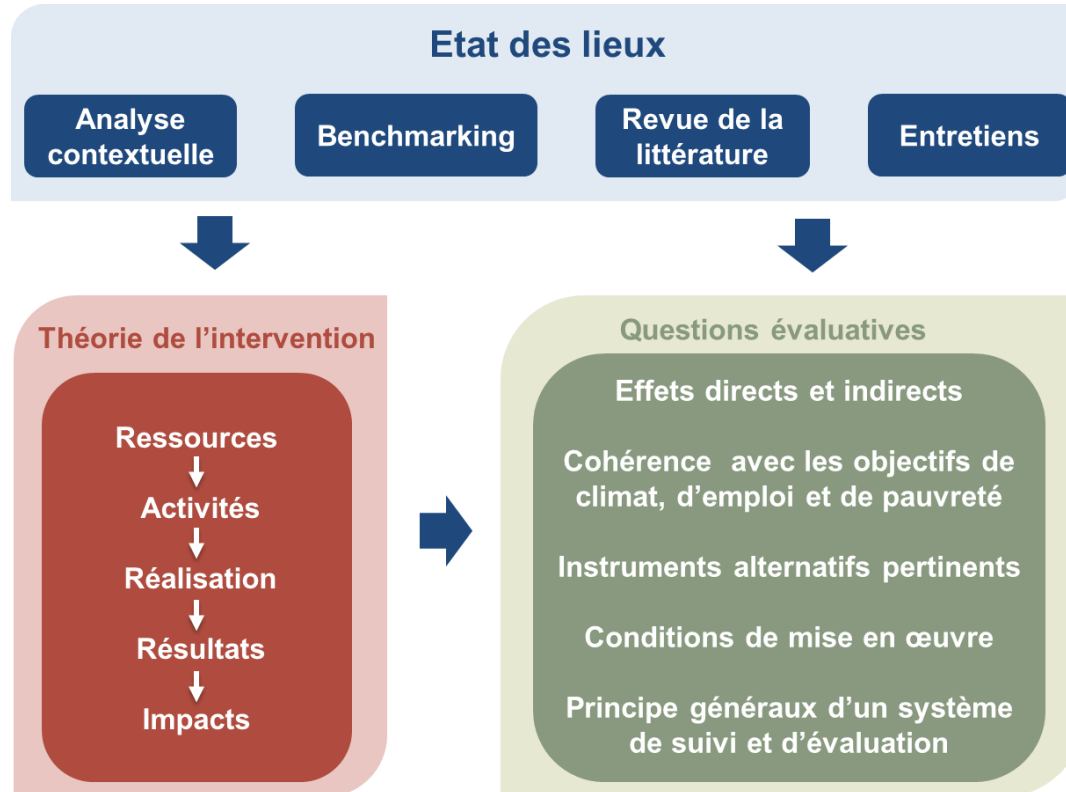 Etat des lieux
Analyse
contextuelle
Benchmarking
Revue de la
littérature
Entretiens
Théorie de l’intervention
Ressources
Activités
Réalisation
Résultats
Impacts
Questions évaluatives
Effets directs et indirects
Cohérence avec les objectifs de
climat, d’emploi et de pauvreté
Instruments alternatifs pertinents
Conditions de mise en œuvre
Principe généraux d’un système
de suivi et d’évaluation